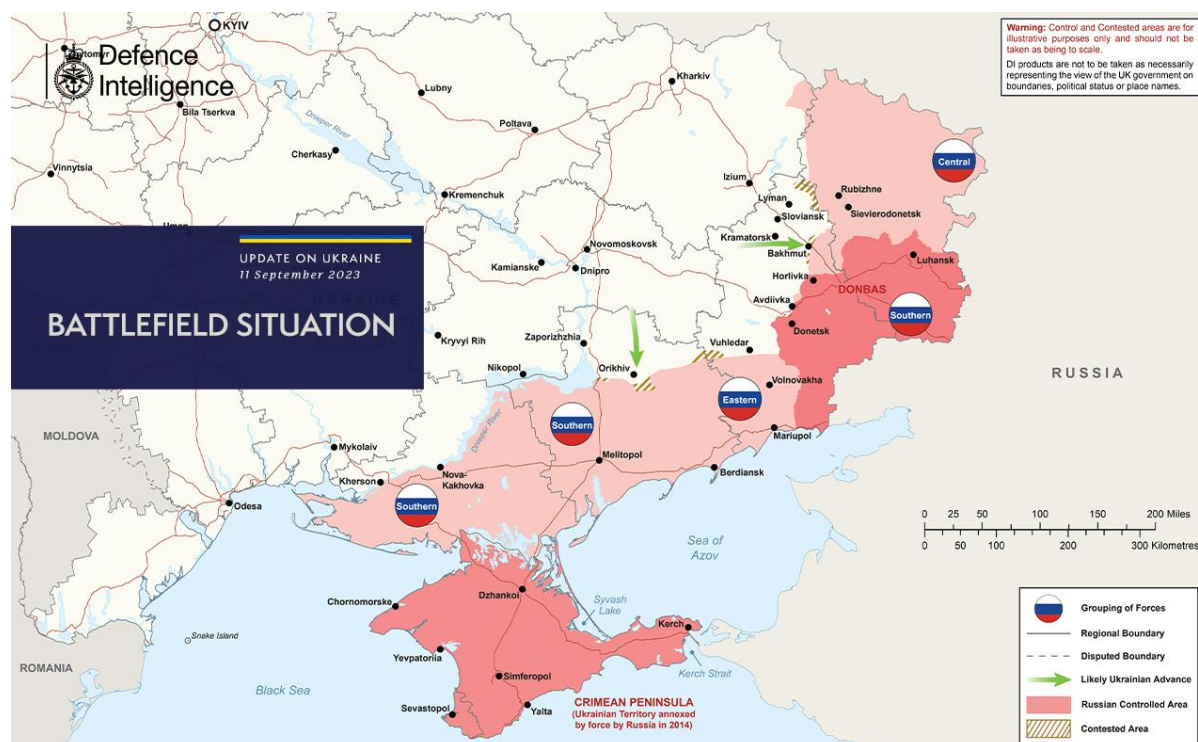 KYIV
Zhytomyr
Defence
Intelligence
Bila Tserkva
Lubny
Kharkiv
Poltava
Dnieper River
Cherkasy
Vinnytsia
Kremenchuk
Izium
Lyman
Rubizhne
Sloviansk
Sievierodonetsk
Central
Uman
UPDATE ON UKRAINE
11 September 2023
UKRAINE
BATTLEFIELD SITUATION
Novomoskovsk
Kamianske
Dnipro
Kramatorsk
Bakhmut
Luhansk
Horlivka
DONBAS
Avdiivka
Southern
Donetsk
Kryvyi Rih
Zaporizhzhia
Vuhledar
Nikopol
Orikhiv
Volnovakha
RUSSIA
Eastern
Dnieper River
Southern
MOLDOVA
Mykolaiv
Mariupol
Melitopol
Berdiansk
Kherson
Nova-
Kakhovka
Southern
Odesa
Sea of
Azov
Dzhankoi
Chornomorske
Syvash
Lake
Kerch
Snake Island
Yevpatoriia
Kerch Strait
ROMANIA
Simferopol
Black Sea
Sevastopol
Yalta
CRIMEAN PENINSULA
(Ukrainian Territory annexed
by force by Russia in 2014)
Warning: Control and Contested areas are for
illustrative purposes only and should not be
taken as being to scale.
DI products are not to be taken as necessarily
representing the view of the UK government on
boundaries, political status or place names.
0 25 50 100 200 Miles
0 50 100 200 300 Kilometres
Grouping of Forces
Regional Boundary
Disputed Boundary
Likely Ukrainian Advance
Russian Controlled Area
Contested Area